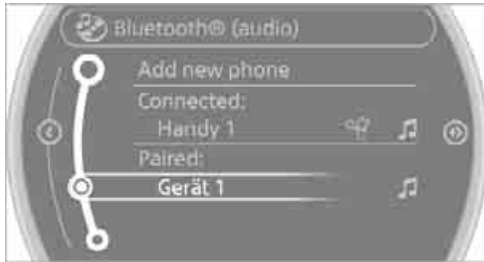 Bluetooth® (audio)
Add new phone
Connected:
Handy 1
Paired:
Gerät 1